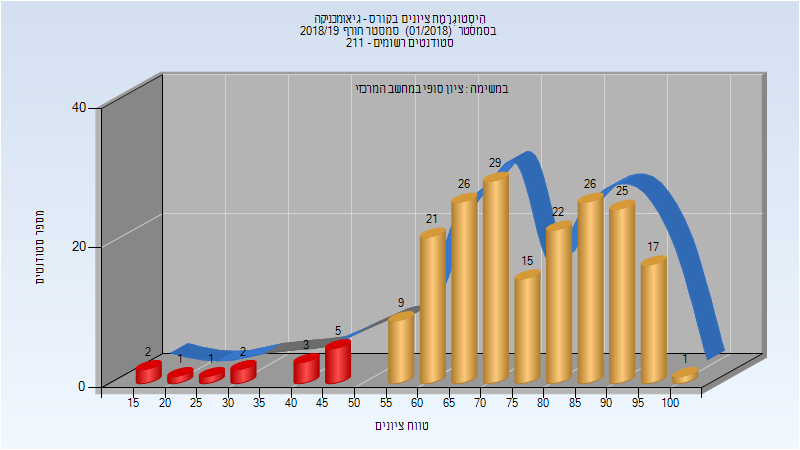 היסטוגרמת ציונים בקורס - גיאומכניקה
בסמסטר (01/2018) סמסטר חורף 2018/19
סטודנטים רשומים - 211
במשימה : ציון סופי במחשב המרכזי
מספר סטודנטים
40
20
0
2 1 1 2 3 5 9 21 26 29 15 22 26 25 17 1
15 20 25 30 35 40 45 50 55 60 65 70 75 80 85 90 95 100
טווח ציונים